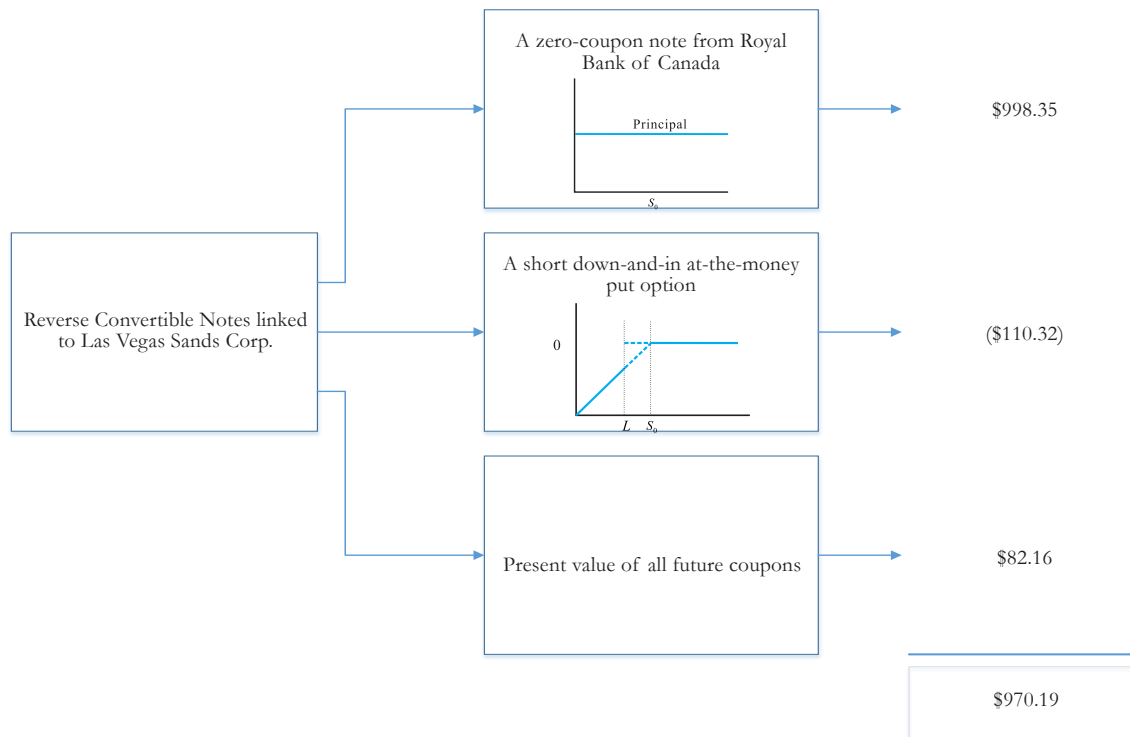 A zero-coupon note from Royal
Bank of Canada
Principal
S₀
$998.35
Reverse Convertible Notes linked
to Las Vegas Sands Corp.
A short down-and-in at-the-money
put option
0
L S₀
($110.32)
Present value of all future coupons
$82.16
$970.19